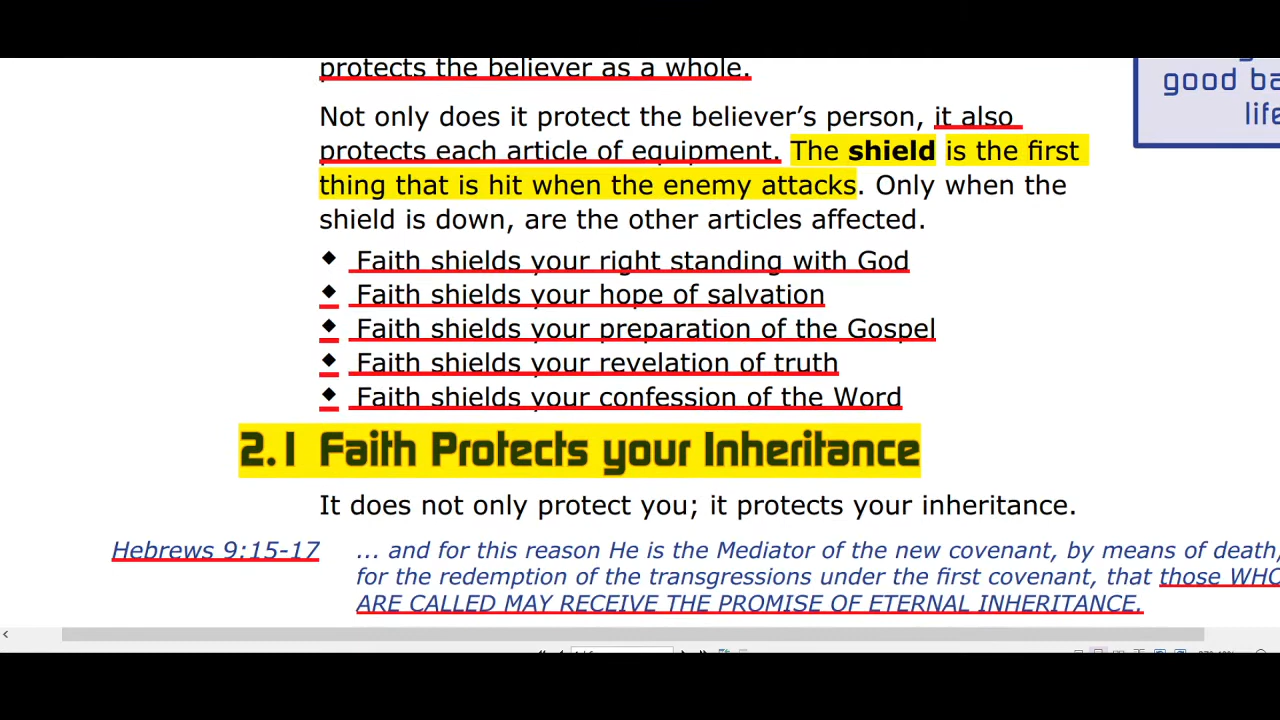 protects the believer as a whole.
Not only does it protect the believer's person, it also
protects each article of equipment. The shield is the first
thing that is hit when the enemy attacks. Only when the
shield is down, are the other articles affected.
◆ Faith shields your right standing with God
◆ Faith shields your hope of salvation
◆ Faith shields your preparation of the Gospel
◆ Faith shields your revelation of truth
◆ Faith shields your confession of the Word
2.1 Faith Protects your Inheritance
It does not only protect you; it protects your inheritance.
Hebrews 9:15-17 ... and for this reason He is the Mediator of the new covenant, by means of death,
for the redemption of the transgressions under the first covenant, that those WHO
ARE CALLED MAY RECEIVE THE PROMISE OF ETERNAL INHERITANCE.
good